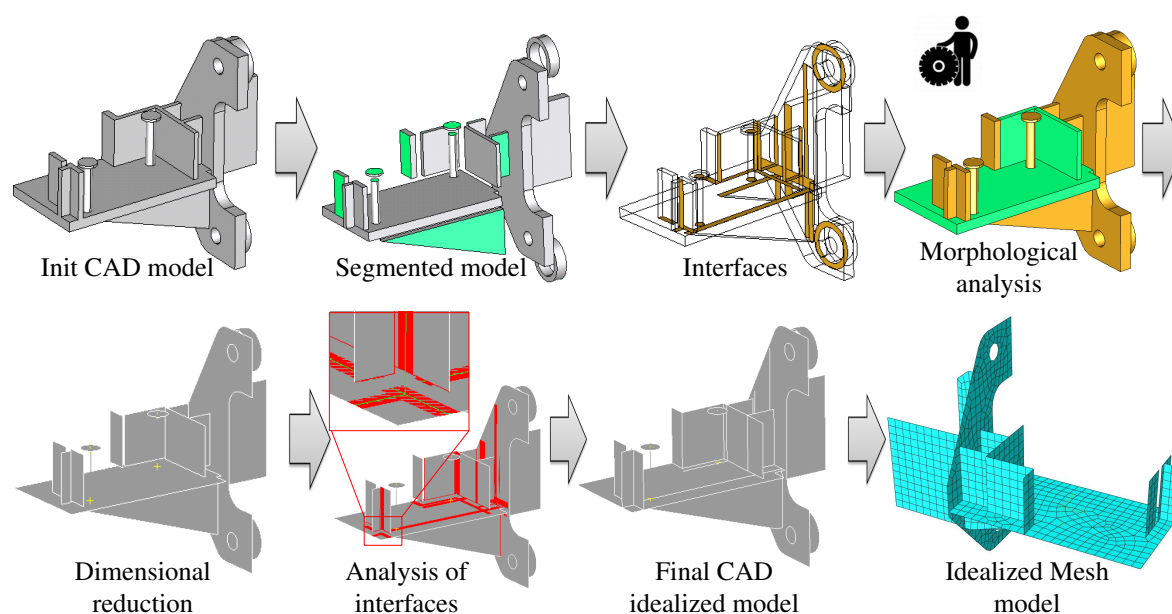 Init CAD model
Segmented model
Interfaces
Morphological
analysis
Dimensional
reduction
Analysis of
interfaces
Final CAD
idealized model
Idealized Mesh
model